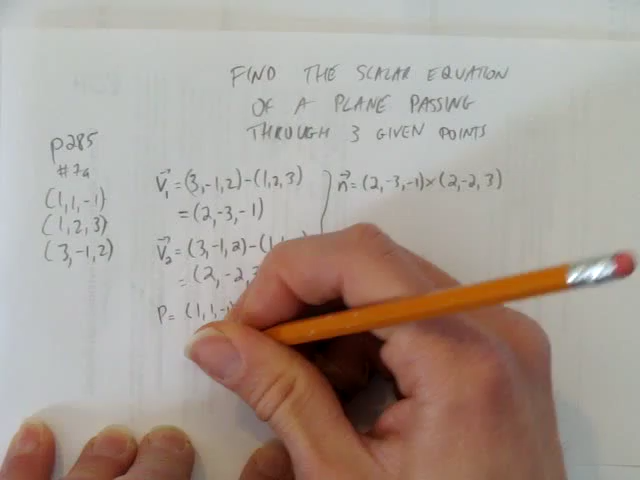 FIND THE SCALAR EQUATION
OF A PLANE PASSING
THROUGH 3 GIVEN POINTS
p285
#7a
(1,1,-1)
(1,2,3)
(3,-1,2)
V⃗₁ = (3,-1,2)-(1,2,3)
= (2,-3,-1)
V⃗₂ = (3,-1,2)-(1,1,
= (2,-2,3
P = (1,1,-1)
n⃗ = (2,-3,-1)×(2,-2,3)